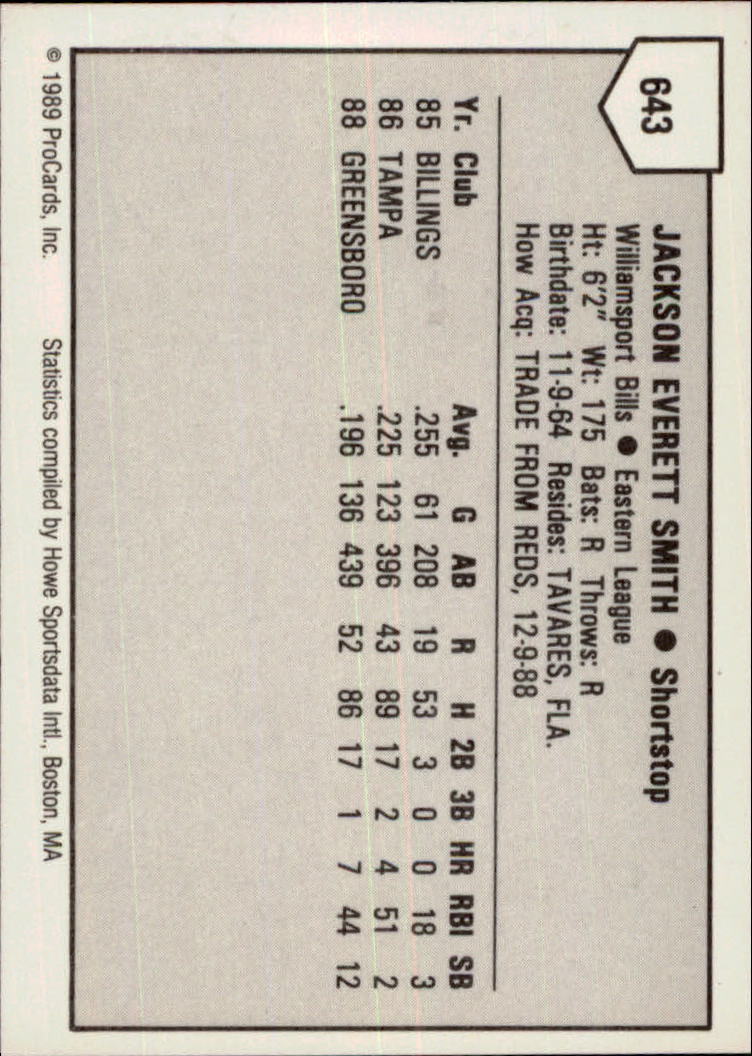 643
JACKSON EVERETT SMITH ● Shortstop
Williamsport Bills ● Eastern League
Ht: 6'2" Wt: 175 Bats: R Throws: R
Birthdate: 11-9-64 Resides: TAVARES, FLA.
How Acq: TRADE FROM REDS, 12-9-88
Yr. Club Avg. G AB R H 2B 3B HR RBI SB
85 BILLINGS .255 61 208 19 53 3 0 0 18 3
86 TAMPA .225 123 396 43 89 17 2 4 51 2
88 GREENSBORO .196 136 439 52 86 17 1 7 44 12
© 1989 ProCards, Inc. Statistics compiled by Howe Sportsdata Intl., Boston, MA